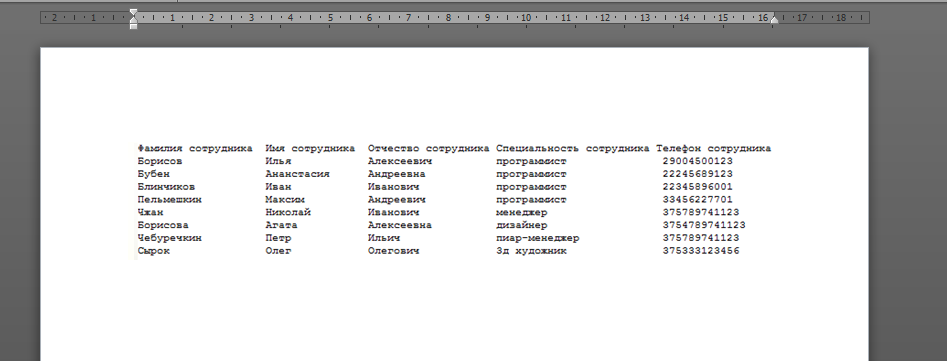 2 1 1 2 3 4 5 6 7 8 9 10 11 12 13 14 15 16 17 18
Фамилия сотрудника Имя сотрудника Отчество сотрудника Специальность сотрудника Телефон сотрудника
Борисов Илья Алексеевич программист 29004500123
Бубен Ананстасия Андреевна программист 22245689123
Блинчиков Иван Иванович программист 22345896001
Пельмешкин Максим Андреевич программист 33456227701
Чжан Николай Иванович менеджер 375789741123
Борисова Агата Алексеевна дизайнер 3754789741123
Чебуречкин Петр Ильич пиар-менеджер 375789741123
Сырок Олег Олегович 3д художник 375333123456